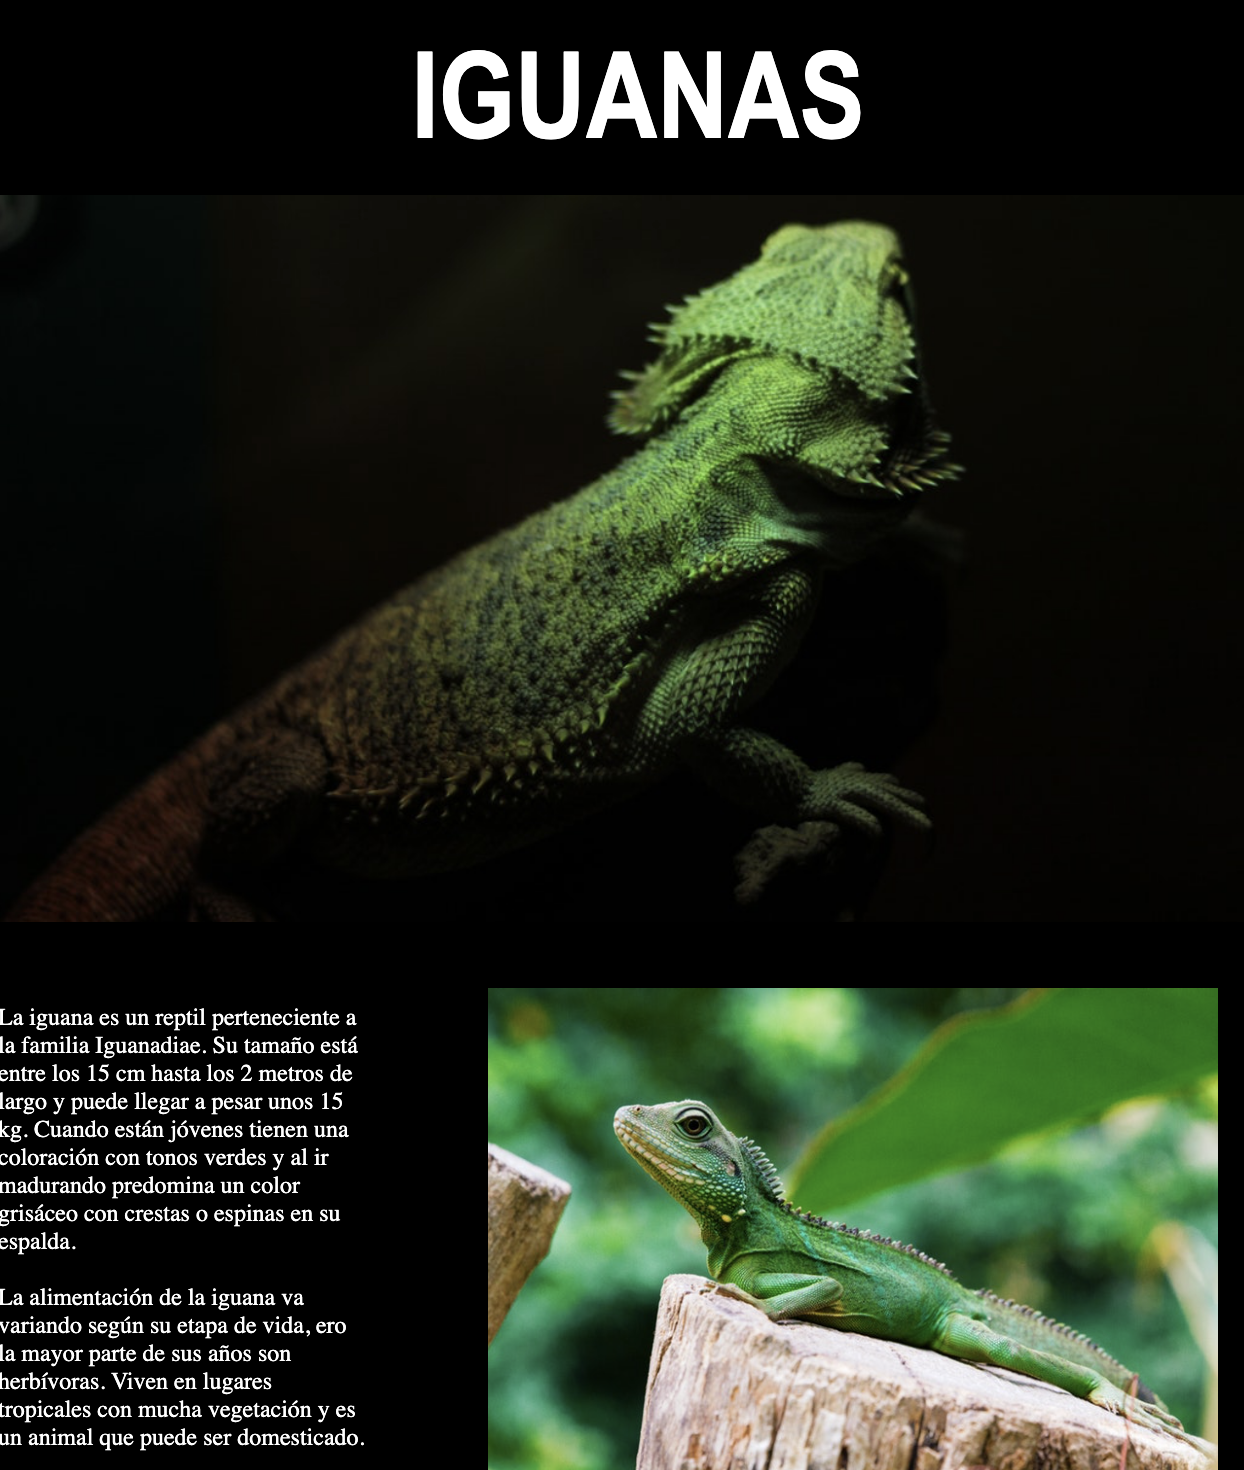 IGUANAS
La iguana es un reptil perteneciente a
la familia Iguanadiae. Su tamaño está
entre los 15 cm hasta los 2 metros de
largo y puede llegar a pesar unos 15
kg. Cuando están jóvenes tienen una
coloración con tonos verdes y al ir
madurando predomina un color
grisáceo con crestas o espinas en su
espalda.
La alimentación de la iguana va
variando según su etapa de vida, ero
la mayor parte de sus años son
herbívoras. Viven en lugares
tropicales con mucha vegetación y es
un animal que puede ser domesticado.